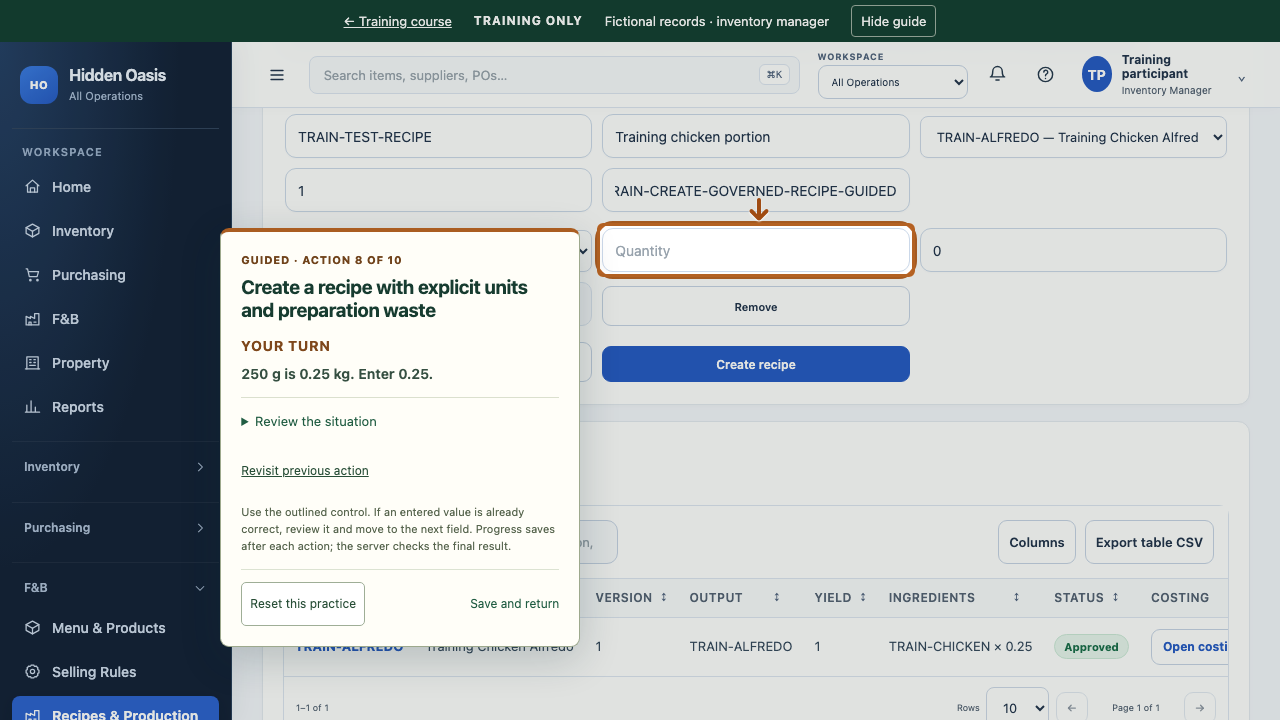 ← Training course
TRAINING ONLY
Fictional records · inventory manager
Hide guide
HO
Hidden Oasis
All Operations
Search items, suppliers, POs...
⌘K
WORKSPACE
All Operations
TP
Training participant
Inventory Manager
WORKSPACE
Home
Inventory
Purchasing
F&B
Property
Reports
Inventory
Purchasing
F&B
Menu & Products
Selling Rules
Recipes & Production
TRAIN-TEST-RECIPE
Training chicken portion
TRAIN-ALFREDO — Training Chicken Alfred
1
RAIN-CREATE-GOVERNED-RECIPE-GUIDED
Quantity
0
Remove
Create recipe
GUIDED · ACTION 8 OF 10
Create a recipe with explicit units
and preparation waste
YOUR TURN
250 g is 0.25 kg. Enter 0.25.
Review the situation
Revisit previous action
Use the outlined control. If an entered value is already
correct, review it and move to the next field. Progress saves
after each action; the server checks the final result.
Reset this practice
Save and return
Columns
Export table CSV
VERSION
OUTPUT
YIELD
INGREDIENTS
STATUS
COSTING
TRAIN-ALFREDO
Training Chicken Alfredo
1
TRAIN-ALFREDO
1
TRAIN-CHICKEN × 0.25
Approved
Open costi
1–1 of 1
Rows
10
←
Page 1 of 1
→